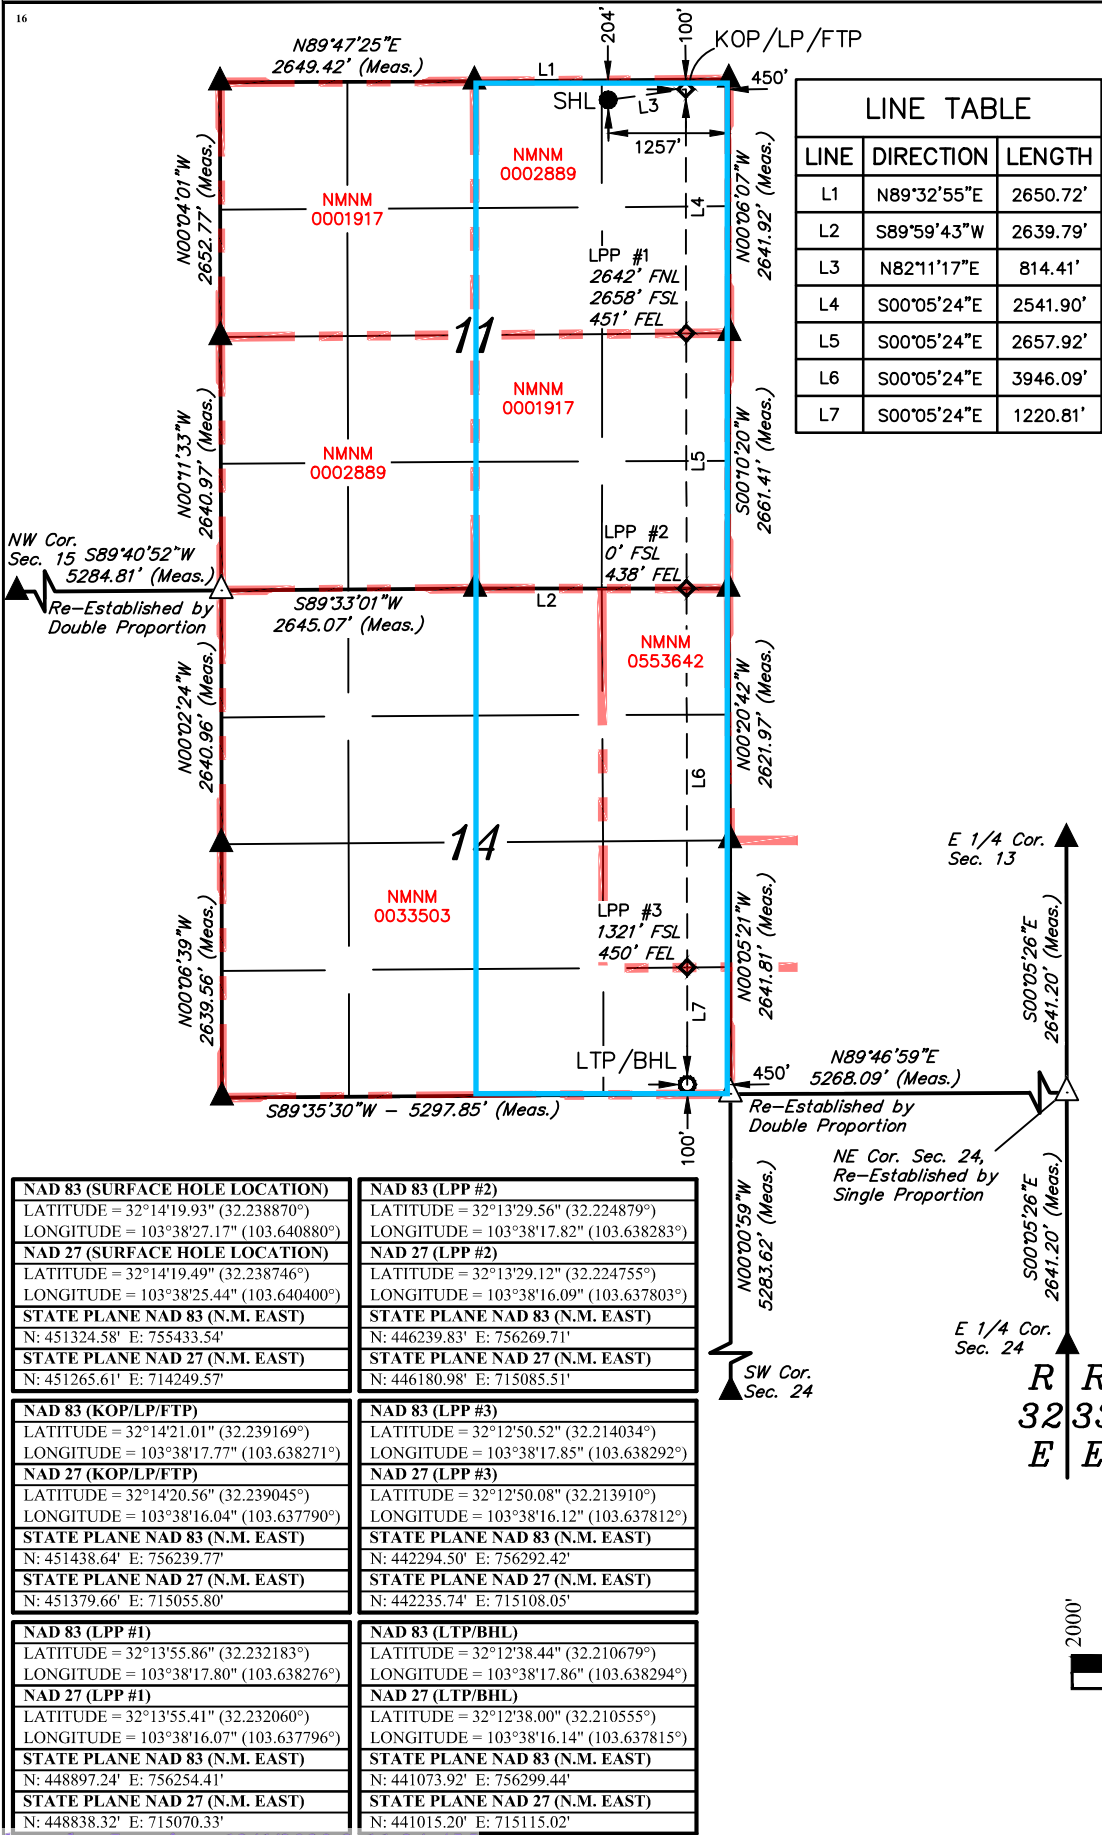 16
N89°47'25"E
2649.42' (Meas.)
204'
100'
KOP/LP/FTP
L1
450'
SHL
L3
1257'
LINE TABLE
LINE DIRECTION LENGTH
L1 N89°32'55"E 2650.72'
L2 S89°59'43"W 2639.79'
L3 N82°11'17"E 814.41'
L4 S00°05'24"E 2541.90'
L5 S00°05'24"E 2657.92'
L6 S00°05'24"E 3946.09'
L7 S00°05'24"E 1220.81'
N00°04'01"W
2652.77' (Meas.)
NMNM
0001917
NMNM
0002889
L4
N00°06'07"W
2641.92' (Meas.)
LPP #1
2642' FNL
2658' FSL
451' FEL
11
N00°11'33"W
2640.97' (Meas.)
NMNM
0002889
NMNM
0001917
L5
S00°10'20"W
2661.41' (Meas.)
NW Cor.
Sec. 15
S89°40'52"W
5284.81' (Meas.)
Re-Established by
Double Proportion
S89°33'01"W
2645.07' (Meas.)
L2
LPP #2
0' FSL
438' FEL
NMNM
0553642
N00°02'24"W
2640.96' (Meas.)
L6
N00°20'42"W
2621.97' (Meas.)
14
E 1/4 Cor.
Sec. 13
NMNM
0033503
N00°06'39"W
2639.56' (Meas.)
LPP #3
1321' FSL
450' FEL
L7
N00°05'21"W
2641.81' (Meas.)
S00°05'26"E
2641.20' (Meas.)
LTP/BHL
450'
100'
S89°35'30"W – 5297.85' (Meas.)
N89°46'59"E
5268.09' (Meas.)
Re-Established by
Double Proportion
NE Cor. Sec. 24,
Re-Established by
Single Proportion
N00°00'59"W
5283.62' (Meas.)
S00°05'26"E
2641.20' (Meas.)
E 1/4 Cor.
Sec. 24
SW Cor.
Sec. 24
R R
32 33
E E
2000'
NAD 83 (SURFACE HOLE LOCATION)
LATITUDE = 32°14'19.93" (32.238870°)
LONGITUDE = 103°38'27.17" (103.640880°)
NAD 27 (SURFACE HOLE LOCATION)
LATITUDE = 32°14'19.49" (32.238746°)
LONGITUDE = 103°38'25.44" (103.640400°)
STATE PLANE NAD 83 (N.M. EAST)
N: 451324.58' E: 755433.54'
STATE PLANE NAD 27 (N.M. EAST)
N: 451265.61' E: 714249.57'
NAD 83 (LPP #2)
LATITUDE = 32°13'29.56" (32.224879°)
LONGITUDE = 103°38'17.82" (103.638283°)
NAD 27 (LPP #2)
LATITUDE = 32°13'29.12" (32.224755°)
LONGITUDE = 103°38'16.09" (103.637803°)
STATE PLANE NAD 83 (N.M. EAST)
N: 446239.83' E: 756269.71'
STATE PLANE NAD 27 (N.M. EAST)
N: 446180.98' E: 715085.51'
NAD 83 (KOP/LP/FTP)
LATITUDE = 32°14'21.01" (32.239169°)
LONGITUDE = 103°38'17.77" (103.638271°)
NAD 27 (KOP/LP/FTP)
LATITUDE = 32°14'20.56" (32.239045°)
LONGITUDE = 103°38'16.04" (103.637790°)
STATE PLANE NAD 83 (N.M. EAST)
N: 451438.64' E: 756239.77'
STATE PLANE NAD 27 (N.M. EAST)
N: 451379.66' E: 715055.80'
NAD 83 (LPP #3)
LATITUDE = 32°12'50.52" (32.214034°)
LONGITUDE = 103°38'17.85" (103.638292°)
NAD 27 (LPP #3)
LATITUDE = 32°12'50.08" (32.213910°)
LONGITUDE = 103°38'16.12" (103.637812°)
STATE PLANE NAD 83 (N.M. EAST)
N: 442294.50' E: 756292.42'
STATE PLANE NAD 27 (N.M. EAST)
N: 442235.74' E: 715108.05'
NAD 83 (LPP #1)
LATITUDE = 32°13'55.86" (32.232183°)
LONGITUDE = 103°38'17.80" (103.638276°)
NAD 27 (LPP #1)
LATITUDE = 32°13'55.41" (32.232060°)
LONGITUDE = 103°38'16.07" (103.637796°)
STATE PLANE NAD 83 (N.M. EAST)
N: 448897.24' E: 756254.41'
STATE PLANE NAD 27 (N.M. EAST)
N: 448838.32' E: 715070.33'
NAD 83 (LTP/BHL)
LATITUDE = 32°12'38.44" (32.210679°)
LONGITUDE = 103°38'17.86" (103.638294°)
NAD 27 (LTP/BHL)
LATITUDE = 32°12'38.00" (32.210555°)
LONGITUDE = 103°38'16.14" (103.637815°)
STATE PLANE NAD 83 (N.M. EAST)
N: 441073.92' E: 756299.44'
STATE PLANE NAD 27 (N.M. EAST)
N: 441015.20' E: 715115.02'